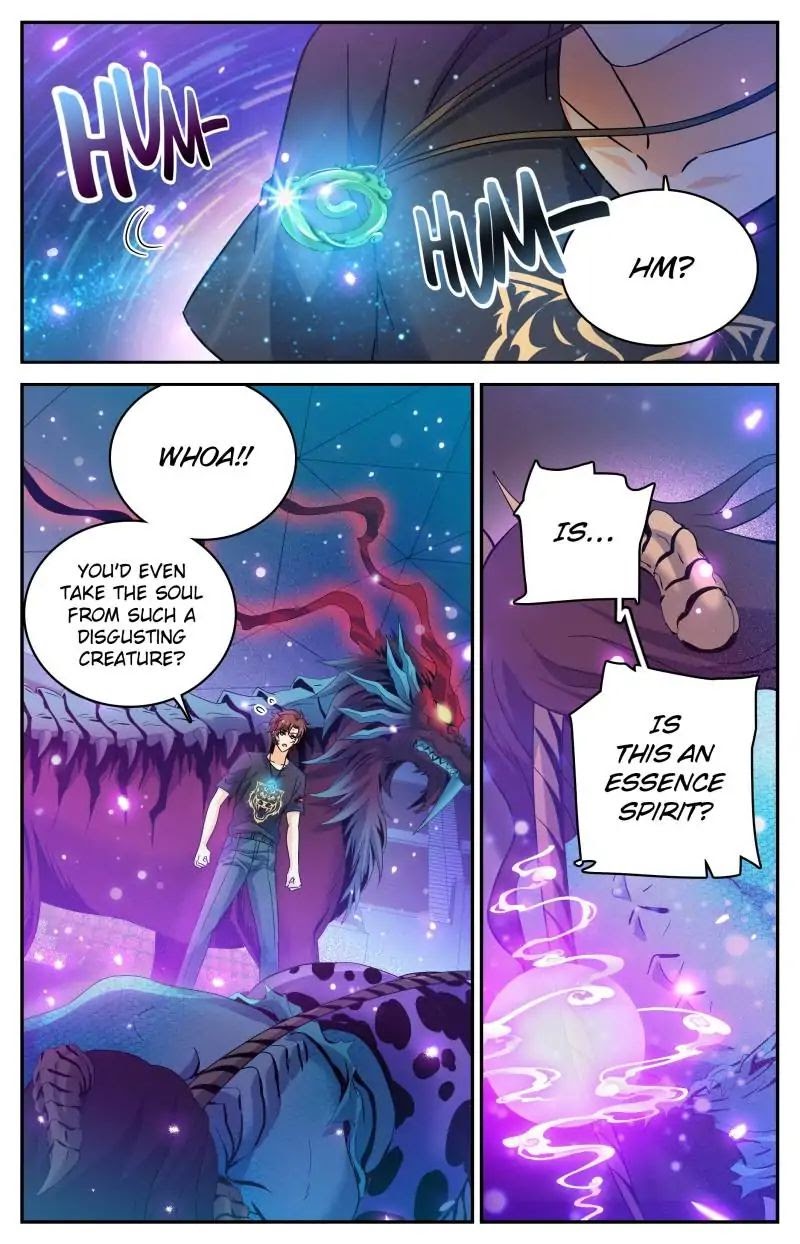 HUM-
HUM-
HM?
WHOA!!
YOU'D EVEN
TAKE THE SOUL
FROM SUCH A
DISGUSTING
CREATURE?
IS...
IS
THIS AN
ESSENCE
SPIRIT?